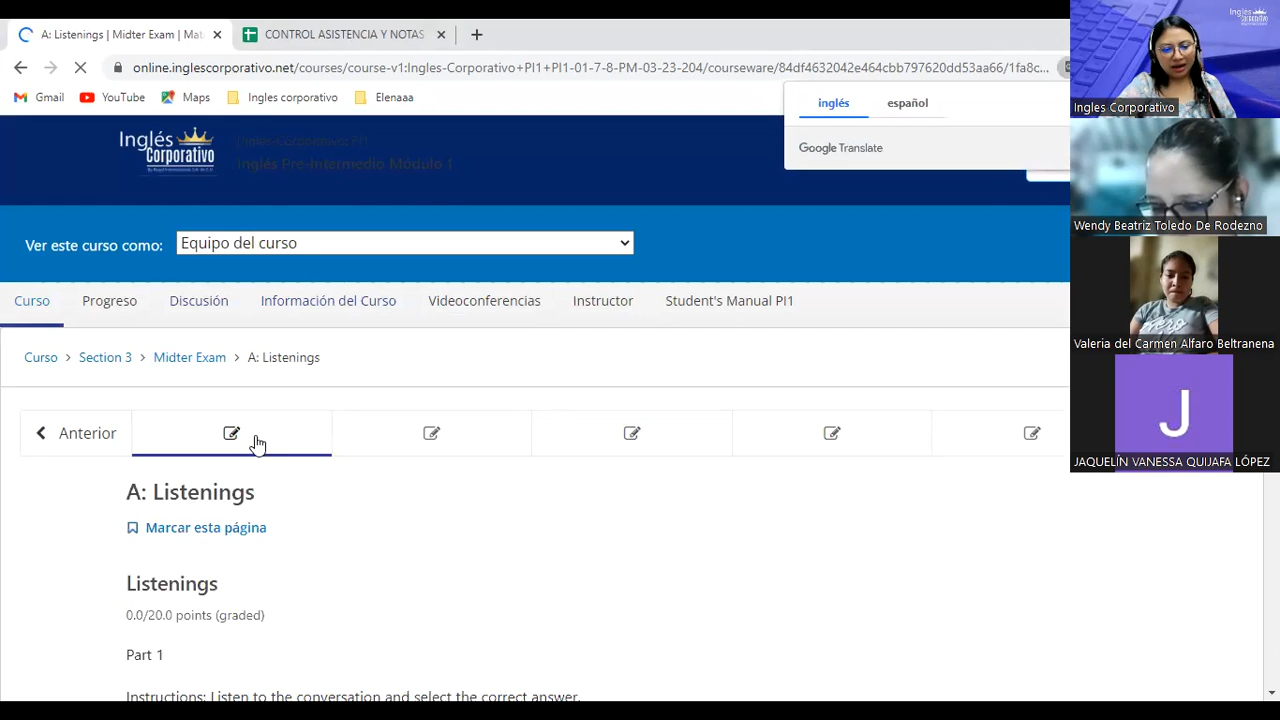 A: Listenings | Midter Exam | Mat
CONTROL ASISTENCIA Y NOTAS
online.inglescorporativo.net/courses/course-v1:Ingles-Corporativo+PI1+PI1-01-7-8-PM-03-23-204/courseware/84df4632042e464cbb797620dd53aa66/1fa8c...
Gmail
YouTube
Maps
Ingles corporativo
Elenaaa
inglés
español
Google Translate
Inglés
Corporativo
Ingles-Corporativo: PI1
Inglés Pre-Intermedio Módulo 1
Ver este curso como:
Equipo del curso
Curso
Progreso
Discusión
Información del Curso
Videoconferencias
Instructor
Student's Manual PI1
Curso > Section 3 > Midter Exam > A: Listenings
Anterior
A: Listenings
Marcar esta página
Listenings
0.0/20.0 points (graded)
Part 1
Instructions: Listen to the conversation and select the correct answer.
Ingles Corporativo
Wendy Beatriz Toledo De Rodezno
Valeria del Carmen Alfaro Beltranena
J
JAQUELÍN VANESSA QUIJAFA LÓPEZ